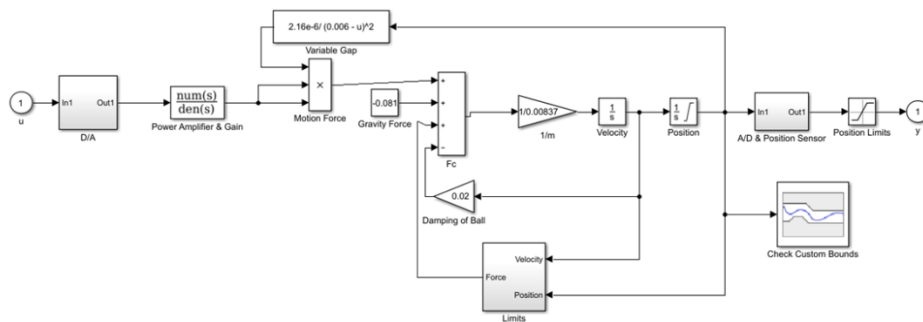 2.16e-6/ (0.006 - u)^2
Variable Gap
1
u
In1 Out1
D/A
num(s)
den(s)
Power Amplifier & Gain
×
Motion Force
-0.081
Gravity Force
+
+
+
−
Fc
1/0.00837
1/m
1
s
Velocity
1
s
Position
In1 Out1
A/D & Position Sensor
Position Limits
1
y
0.02
Damping of Ball
Velocity
Force
Position
Limits
Check Custom Bounds